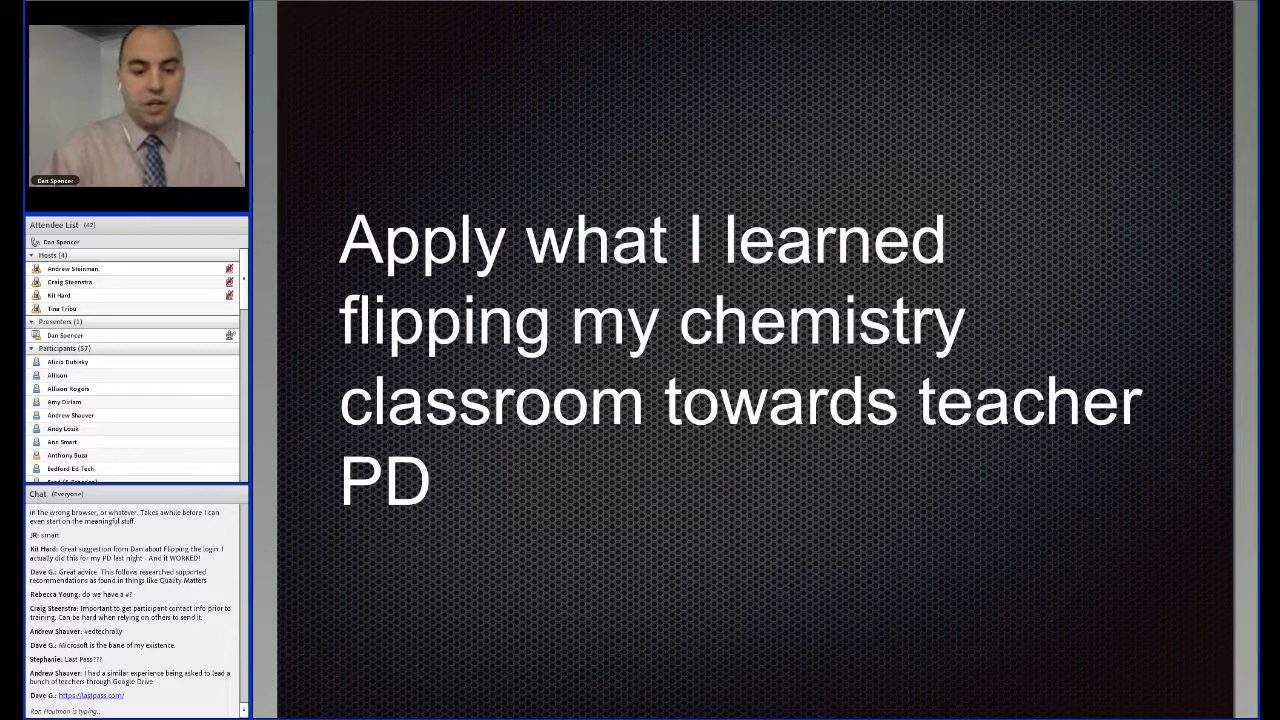 Dan Spencer
Attendee List (62)
Dan Spencer
Hosts (4)
Andrew Steinman
Craig Steenstra
Kit Hard
Tina Tribu
Presenters (1)
Dan Spencer
Participants (57)
Alicia Dubisky
Allison
Allison Rogers
Amy Dirlam
Andrew Shauver
Andy Losik
Ann Smart
Anthony Buza
Bedford Ed Tech
Chat (Everyone)
in the wrong browser, or whatever. Takes awhile before I can
even start on the meaningful stuff.
JR: smart
Kit Hard: Great suggestion from Dan about Flipping the login. I
actually did this for my PD last night... And it WORKED!
Dave G.: Great advice. This follows researched supported
recommendations as found in things like Quality Matters.
Rebecca Young: do we have a #?
Craig Steenstra: Important to get participant contact info prior to
training. Can be hard when relying on others to send it.
Andrew Shauver: #edtechrally
Dave G.: Microsoft is the bane of my existence.
Stephanie: Last Pass???
Andrew Shauver: I had a similar experience being asked to lead a
bunch of teachers through Google Drive
Dave G.: https://lastpass.com/
Ron Houtman is typing...
Apply what I learned
flipping my chemistry
classroom towards teacher
PD